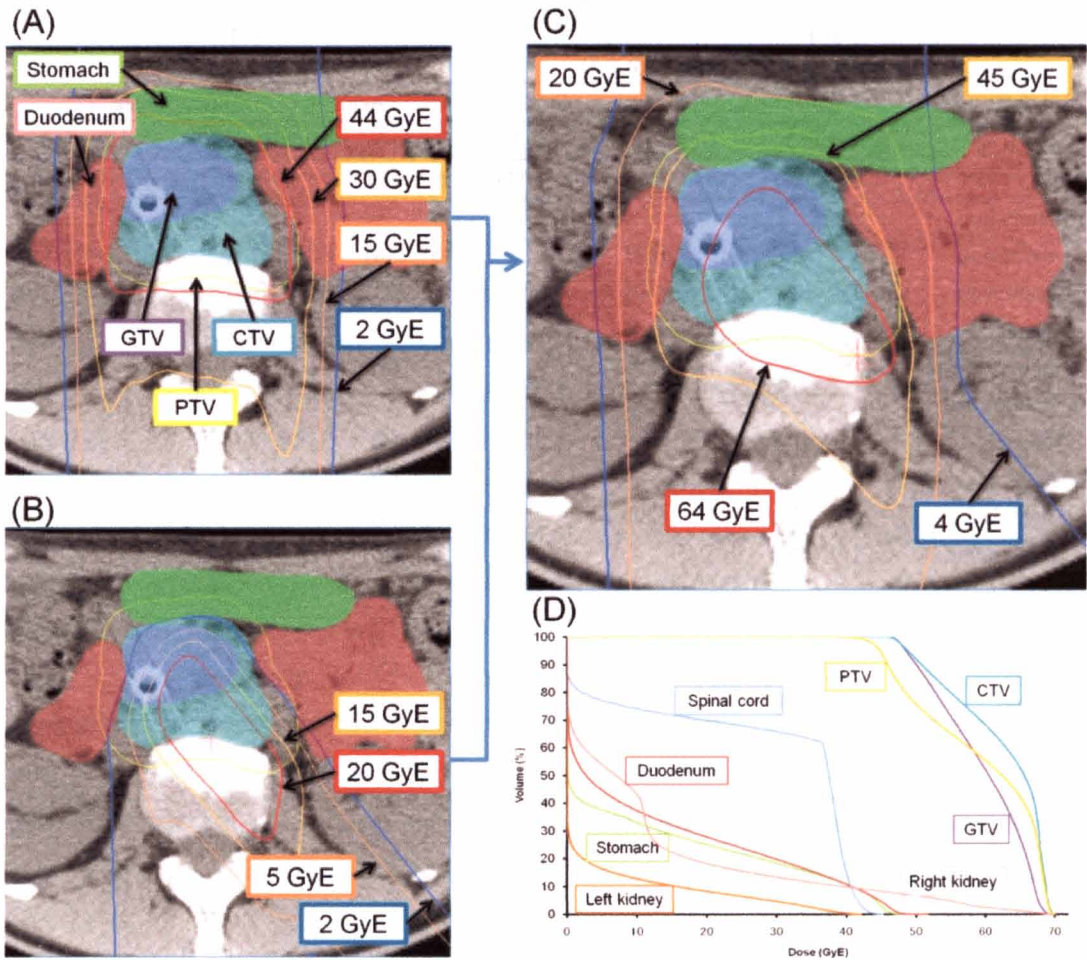 (A)
Stomach
Duodenum
44 GyE
30 GyE
15 GyE
2 GyE
GTV
CTV
PTV
(B)
15 GyE
20 GyE
5 GyE
2 GyE
(C)
20 GyE
45 GyE
64 GyE
4 GyE
(D)
Volume (%)
100
90
80
70
60
50
40
30
20
10
0
Spinal cord
PTV
CTV
Duodenum
Stomach
GTV
Left kidney
Right kidney
0 10 20 30 40 50 60 70
Dose (GyE)